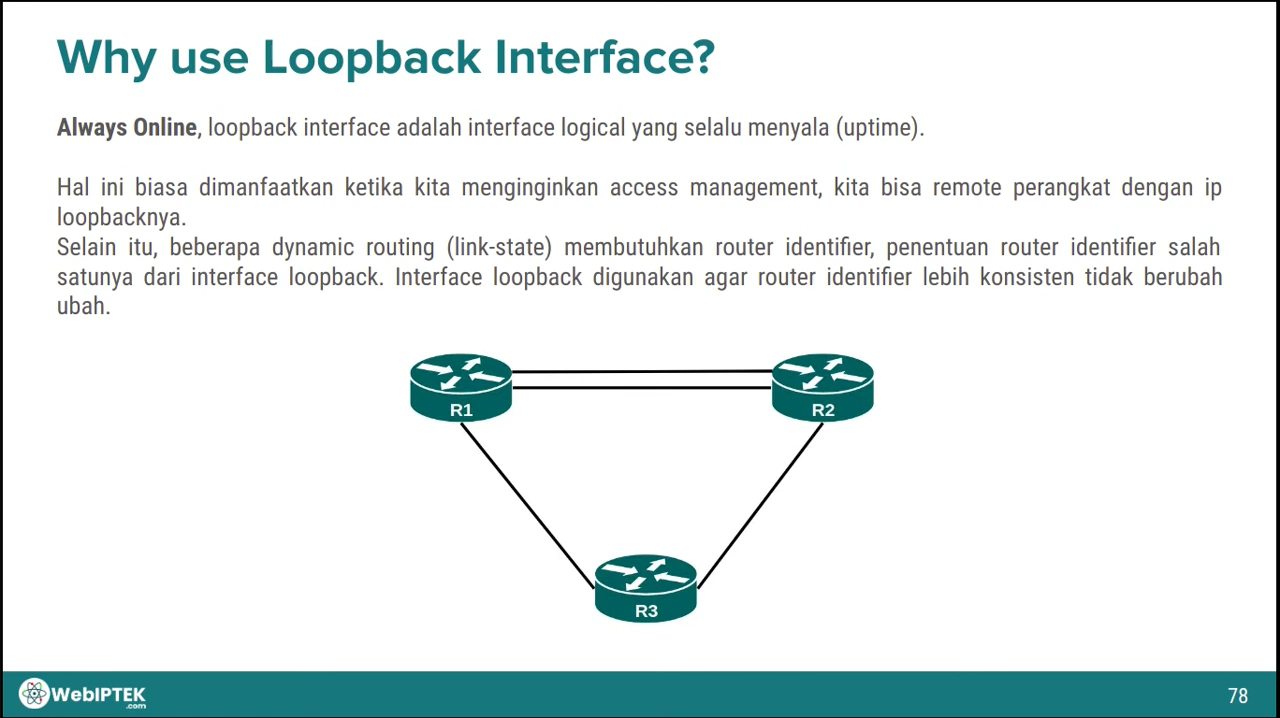 Why use Loopback Interface?
Always Online, loopback interface adalah interface logical yang selalu menyala (uptime).
Hal ini biasa dimanfaatkan ketika kita menginginkan access management, kita bisa remote perangkat dengan ip
loopbacknya.
Selain itu, beberapa dynamic routing (link-state) membutuhkan router identifier, penentuan router identifier salah
satunya dari interface loopback. Interface loopback digunakan agar router identifier lebih konsisten tidak berubah
ubah.
R1
R2
R3
WebIPTEK
.com
78